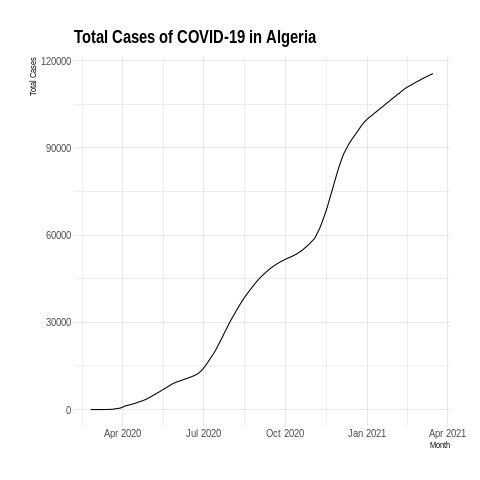 Total Cases of COVID-19 in Algeria
Total Cases
120000
90000
60000
30000
0
Apr 2020 Jul 2020 Oct 2020 Jan 2021 Apr 2021
Month